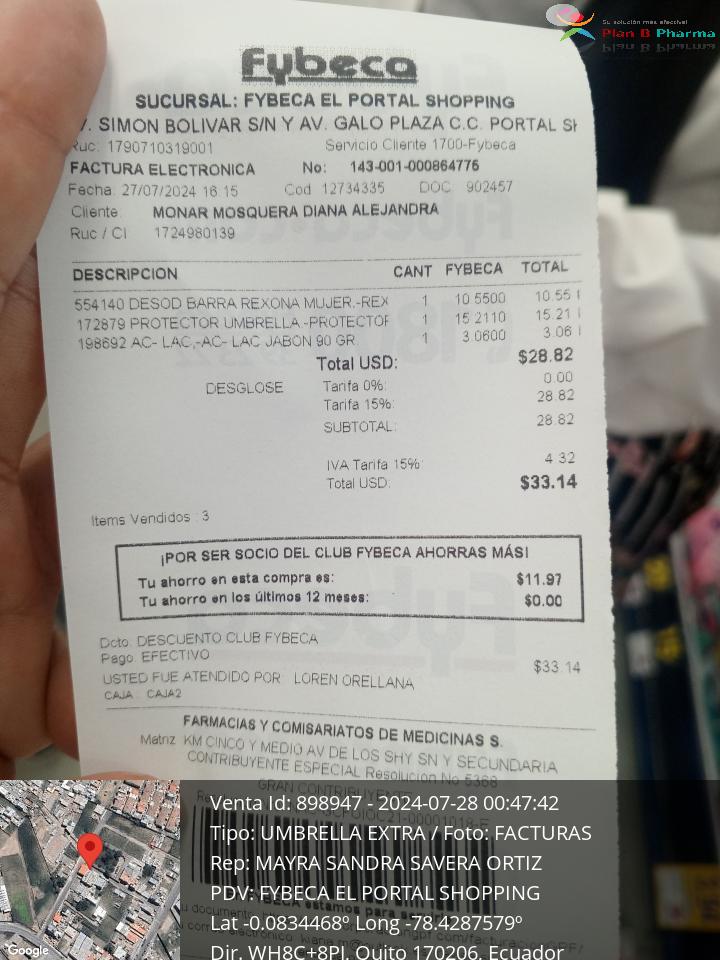 Su solución más efectiva!
Plan B Pharma
Fybeca
SUCURSAL: FYBECA EL PORTAL SHOPPING
. SIMON BOLIVAR S/N Y AV. GALO PLAZA C.C. PORTAL SH
Ruc: 1790710319001 Servicio Cliente 1700-Fybeca
FACTURA ELECTRONICA No: 143-001-000864776
Fecha: 27/07/2024 16:15 Cod 12734335 DOC 902457
Cliente: MONAR MOSQUERA DIANA ALEJANDRA
Ruc / CI 1724980139
DESCRIPCION CANT FYBECA TOTAL
554140 DESOD BARRA REXONA MUJER.-REX 1 10.5500 10.55 I
172879 PROTECTOR UMBRELLA.-PROTECTOR 1 15.2110 15.21 I
198692 AC- LAC,-AC- LAC JABON 90 GR. 1 3.0600 3.06 I
Total USD: $28.82
DESGLOSE Tarifa 0%: 0.00
Tarifa 15%: 28.82
SUBTOTAL: 28.82
IVA Tarifa 15%: 4.32
Total USD: $33.14
Items Vendidos : 3
¡POR SER SOCIO DEL CLUB FYBECA AHORRAS MÁS!
Tu ahorro en esta compra es: $11.97
Tu ahorro en los últimos 12 meses: $0.00
Dcto: DESCUENTO CLUB FYBECA
Pago: EFECTIVO $33.14
USTED FUE ATENDIDO POR: LOREN ORELLANA
CAJA: CAJA2
FARMACIAS Y COMISARIATOS DE MEDICINAS S.
Matriz KM CINCO Y MEDIO AV DE LOS SHY SN Y SECUNDARIA
CONTRIBUYENTE ESPECIAL Resolución No 5368
GRAN CONTRIBUYENTE
Venta Id: 898947 - 2024-07-28 00:47:42
Tipo: UMBRELLA EXTRA / Foto: FACTURAS
Rep: MAYRA SANDRA SAVERA ORTIZ
PDV: FYBECA EL PORTAL SHOPPING
Lat -0.0834468º Long -78.4287579º
Dir. WH8C+8PJ, Quito 170206, Ecuador
Google